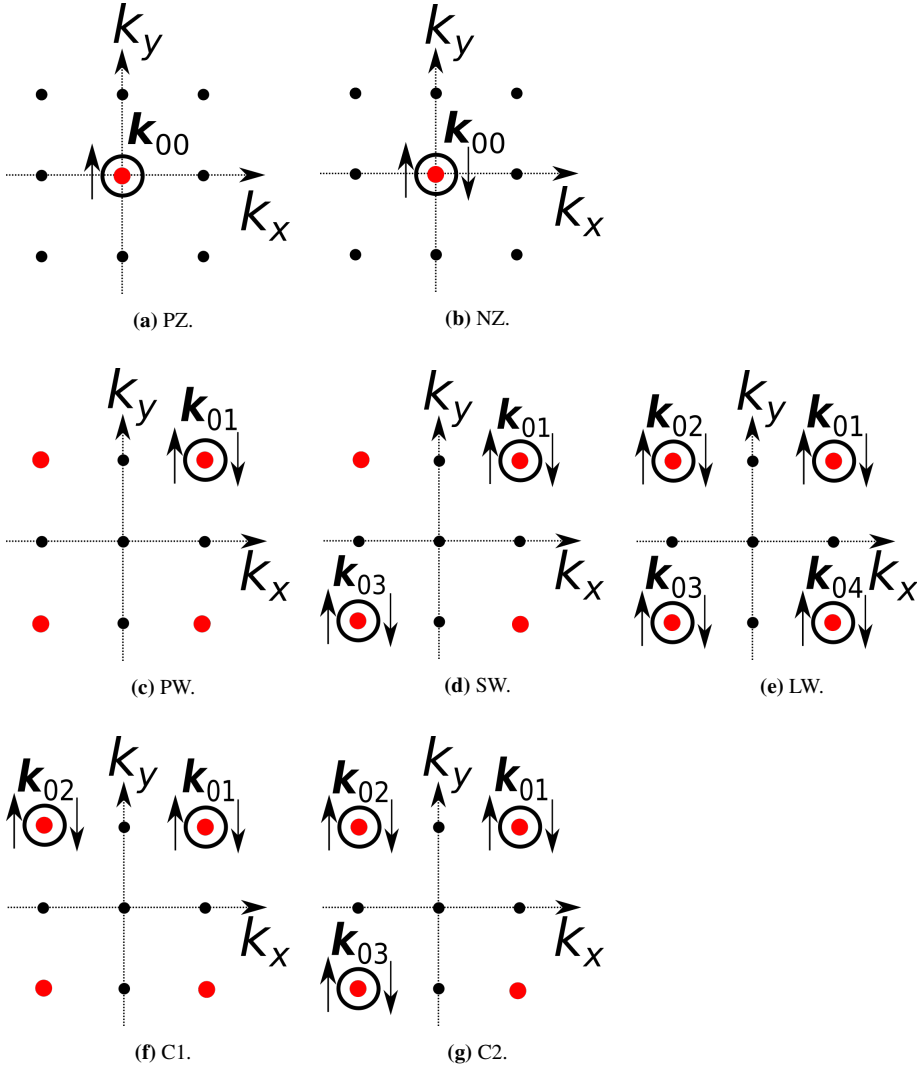 k_y k_y
k_00 k_00
k_x k_x
(a) PZ. (b) NZ.
k_y k_01 k_y k_01 k_02 k_y k_01
k_x k_03 k_x k_03 k_04 k_x
(c) PW. (d) SW. (e) LW.
k_02 k_y k_01 k_02 k_y k_01
k_x k_03 k_x
(f) C1. (g) C2.